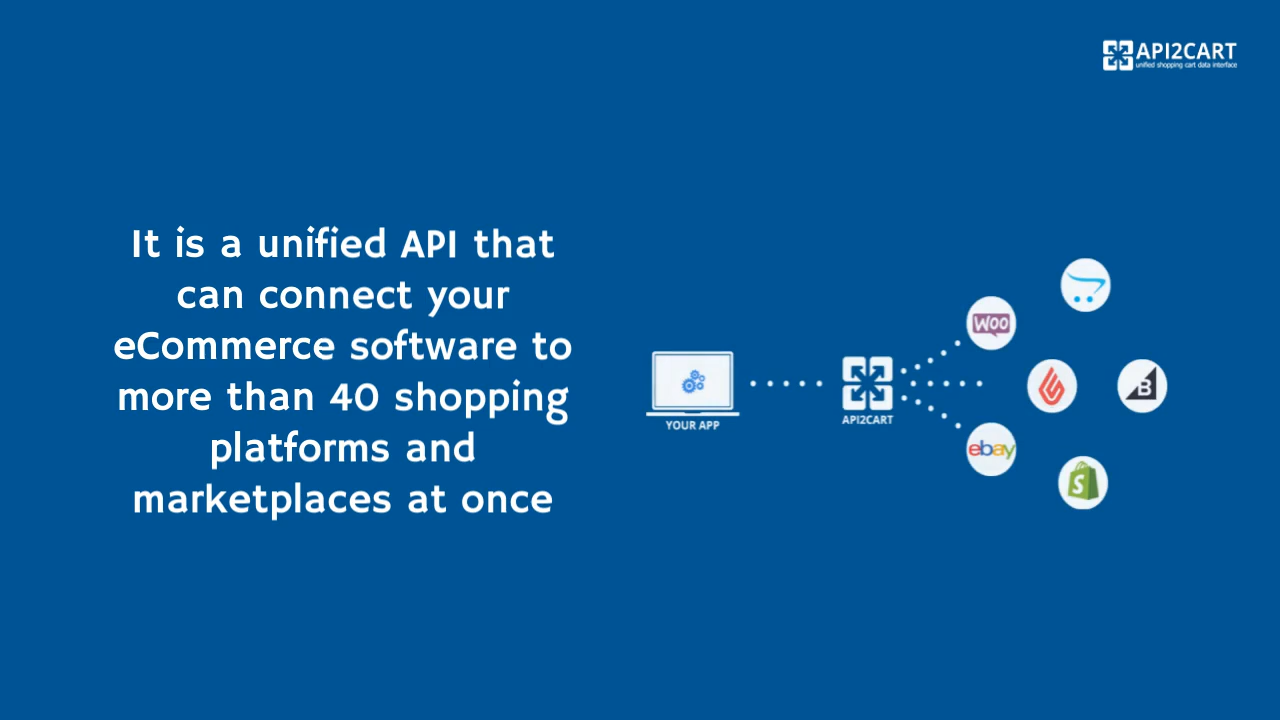 API2CART
unified shopping cart data interface
It is a unified API that
can connect your
eCommerce software to
more than 40 shopping
platforms and
marketplaces at once
YOUR APP
API2CART
WOO
ebay
B
S